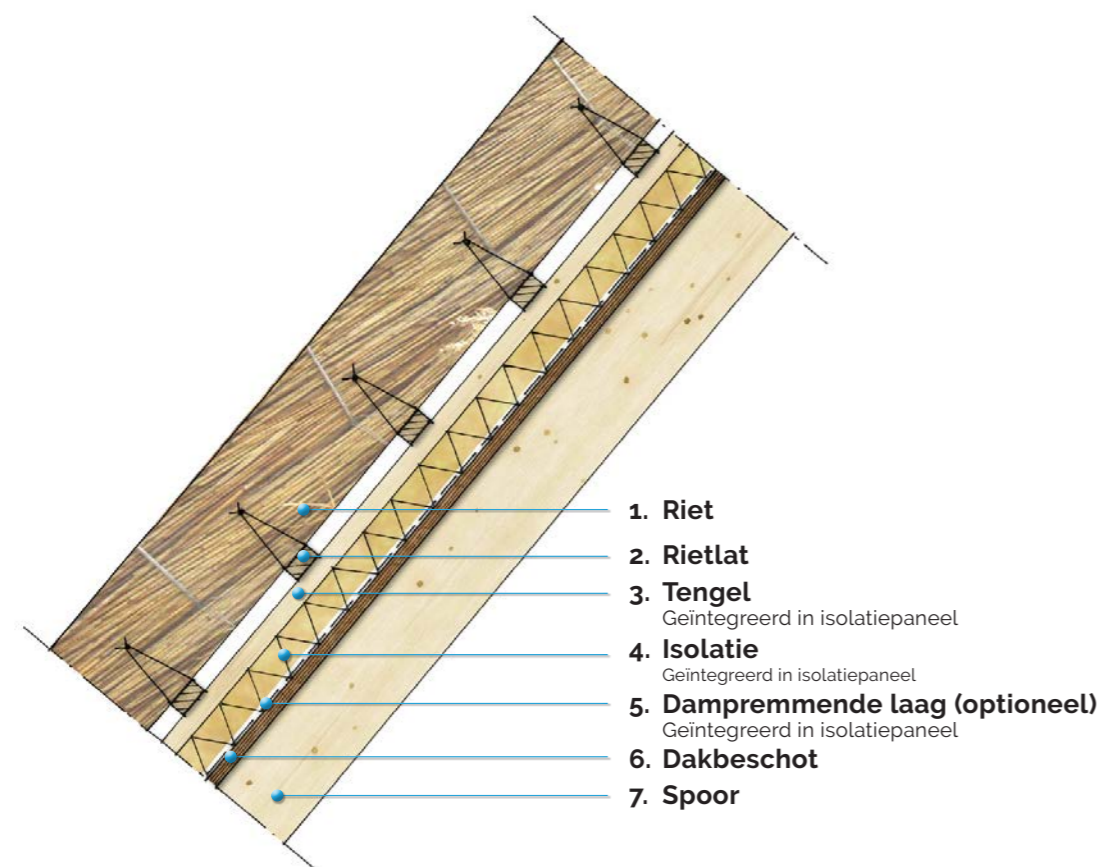 1. Riet
2. Rietlat
3. Tengel
Geïntegreerd in isolatiepaneel
4. Isolatie
Geïntegreerd in isolatiepaneel
5. Dampremmende laag (optioneel)
Geïntegreerd in isolatiepaneel
6. Dakbeschot
7. Spoor